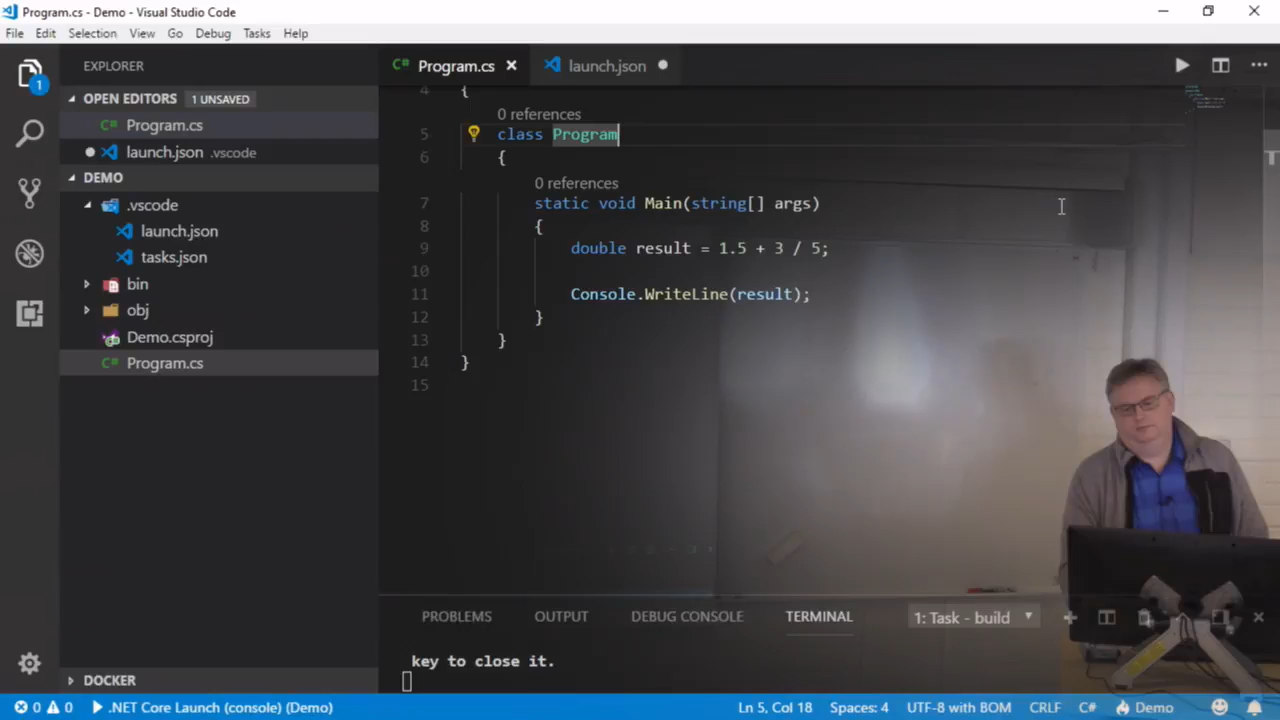 Program.cs - Demo - Visual Studio Code
File Edit Selection View Go Debug Tasks Help
EXPLORER
OPEN EDITORS 1 UNSAVED
C# Program.cs
launch.json .vscode
DEMO
.vscode
launch.json
tasks.json
bin
obj
Demo.csproj
C# Program.cs
DOCKER
1
C# Program.cs
launch.json
4 {
0 references
5 class Program
6 {
0 references
7 static void Main(string[] args)
8 {
9 double result = 1.5 + 3 / 5;
10
11 Console.WriteLine(result);
12 }
13 }
14 }
15
PROBLEMS OUTPUT DEBUG CONSOLE TERMINAL 1: Task - build
key to close it.
0 0 .NET Core Launch (console) (Demo) Ln 5, Col 18 Spaces: 4 UTF-8 with BOM CRLF C# Demo